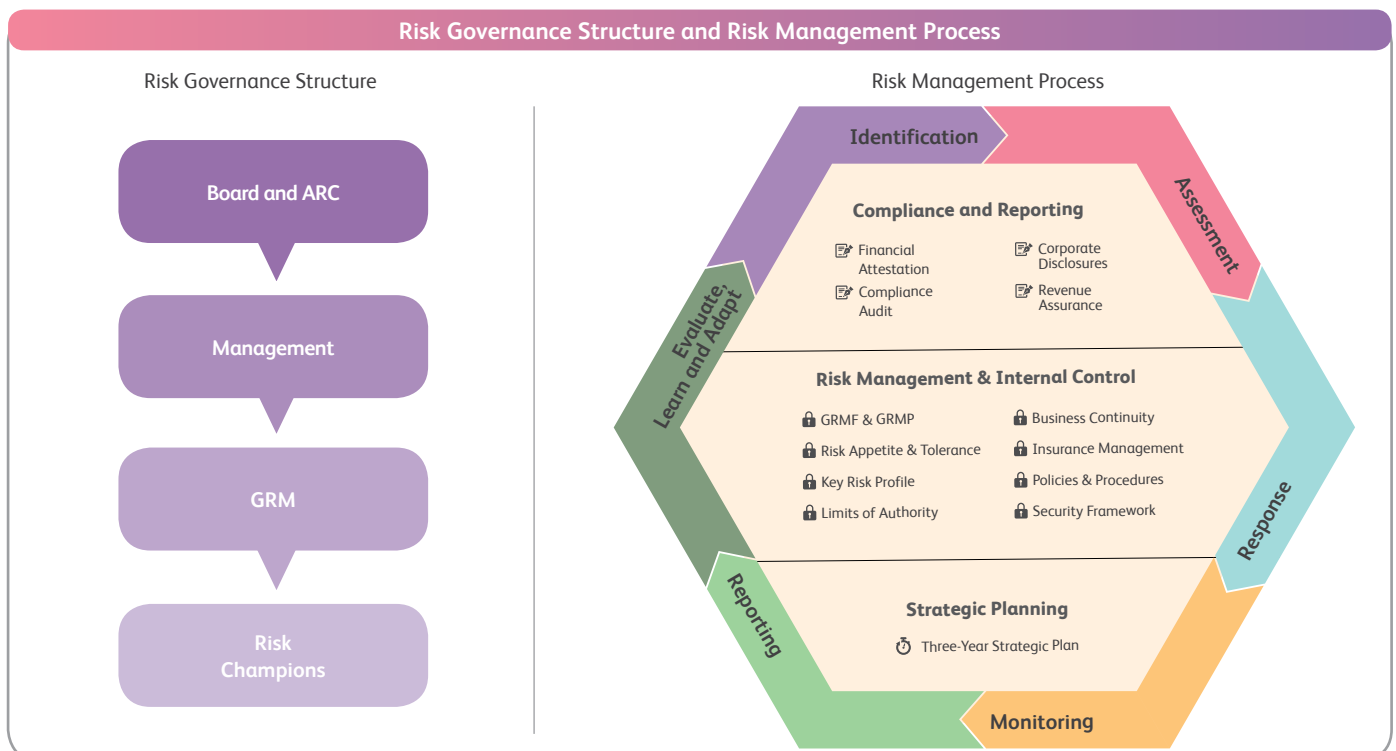 Risk Governance Structure and Risk Management Process
Risk Governance Structure
Board and ARC
Management
GRM
Risk
Champions
Risk Management Process
Identification
Assessment
Response
Monitoring
Reporting
Evaluate,
Learn and Adapt
Compliance and Reporting
Financial
Attestation
Compliance
Audit
Corporate
Disclosures
Revenue
Assurance
Risk Management & Internal Control
GRMF & GRMP
Risk Appetite & Tolerance
Key Risk Profile
Limits of Authority
Business Continuity
Insurance Management
Policies & Procedures
Security Framework
Strategic Planning
Three-Year Strategic Plan